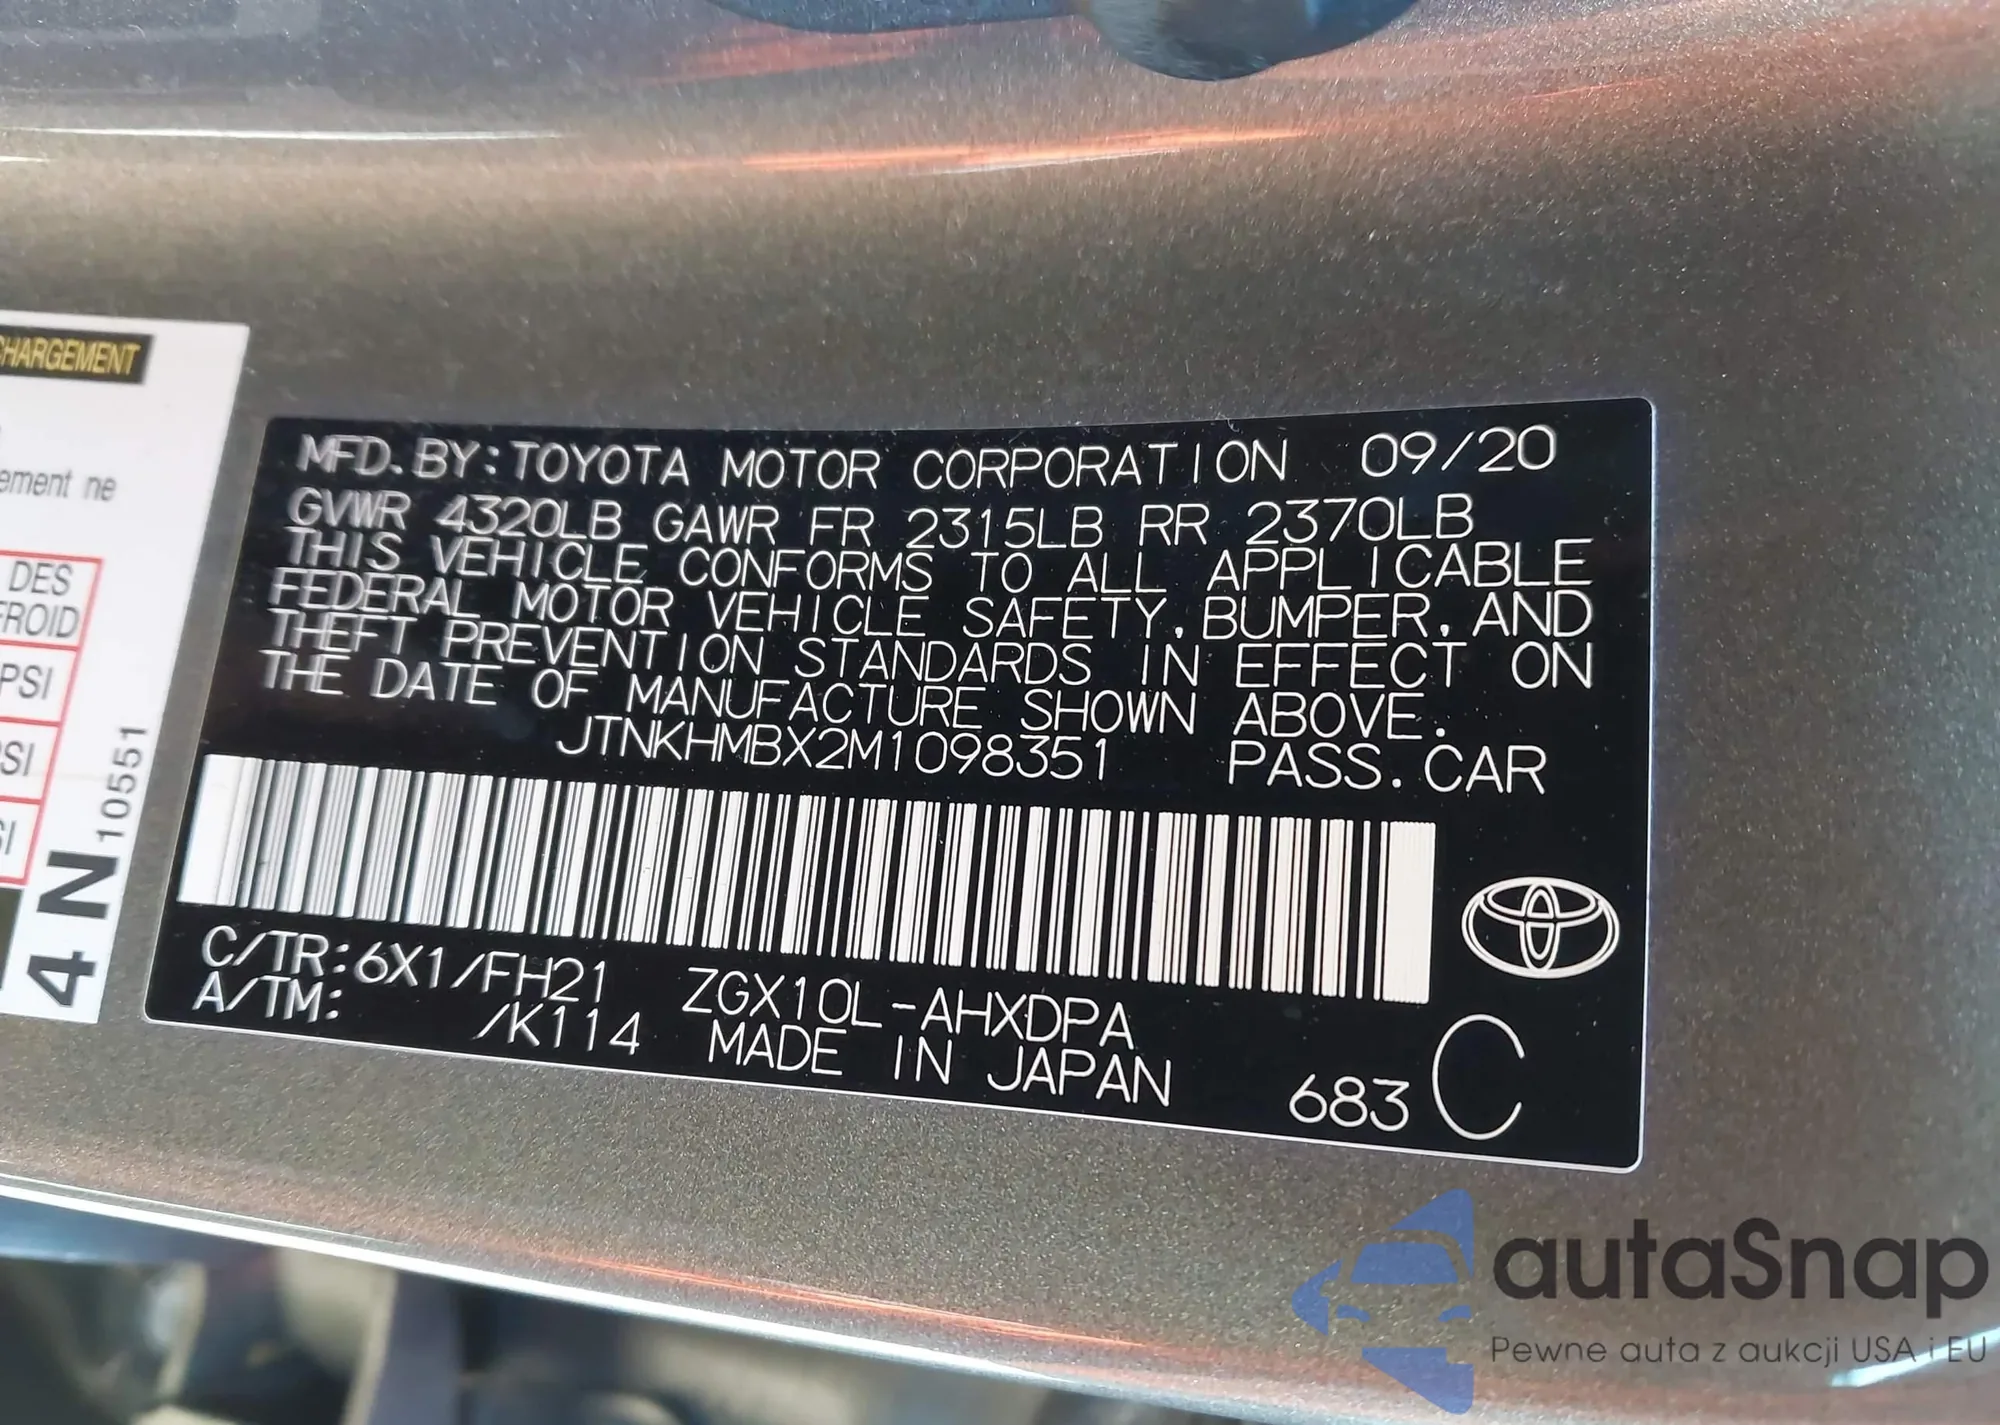 CHARGEMENT
ement ne
DES
FROID
PSI
PSI
SI
4 N 10551
MFD. BY: TOYOTA MOTOR CORPORATION 09/20
GVWR 4320LB GAWR FR 2315LB RR 2370LB
THIS VEHICLE CONFORMS TO ALL APPLICABLE
FEDERAL MOTOR VEHICLE SAFETY, BUMPER, AND
THEFT PREVENTION STANDARDS IN EFFECT ON
THE DATE OF MANUFACTURE SHOWN ABOVE.
JTNKHMBX2M1098351 PASS. CAR
C/TR: 6X1/FH21 ZGX10L-AHXDPA
A/TM: /K114 MADE IN JAPAN 683 C
autaSnap
Pewne auta z aukcji USA i EU